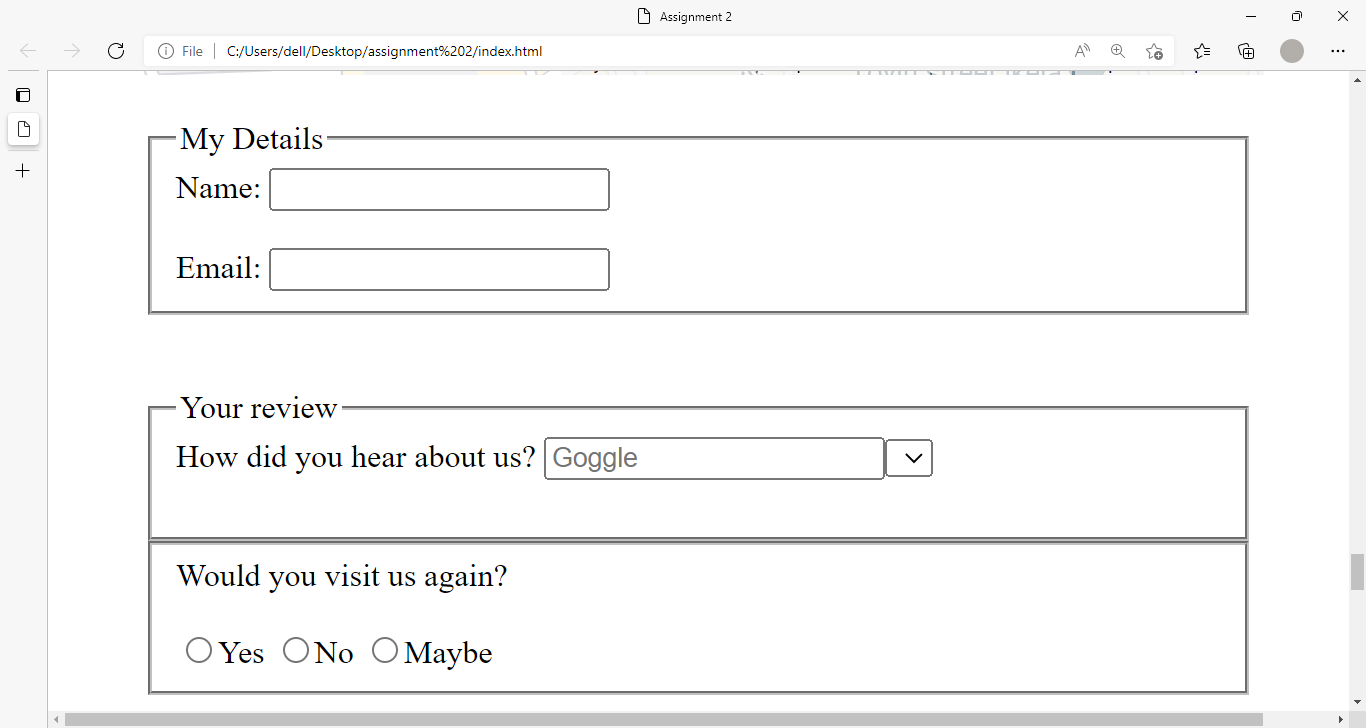 Assignment 2
File
C:/Users/dell/Desktop/assignment%202/index.html
My Details
Name:
Email:
Your review
How did you hear about us? Goggle
Would you visit us again?
Yes No Maybe